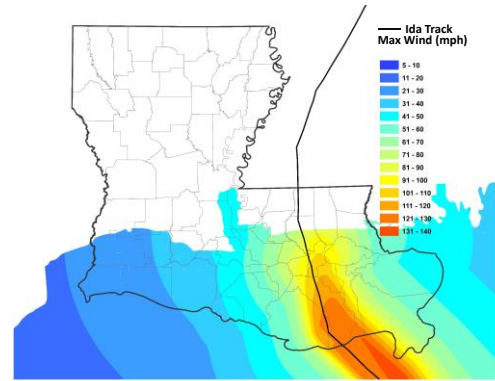 Ida Track
Max Wind (mph)
5 - 10
11 - 20
21 - 30
31 - 40
41 - 50
51 - 60
61 - 70
71 - 80
81 - 90
91 - 100
101 - 110
111 - 120
121 - 130
131 - 140